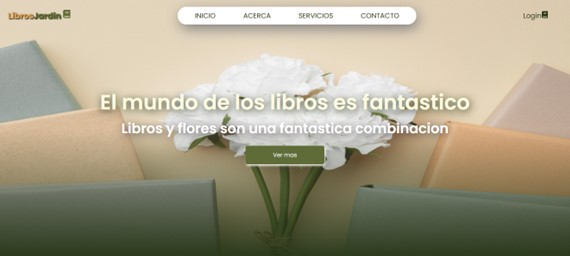 LibrosJardin
INICIO ACERCA SERVICIOS CONTACTO
Login
El mundo de los libros es fantastico
Libros y flores son una fantastica combinacion
Ver mas